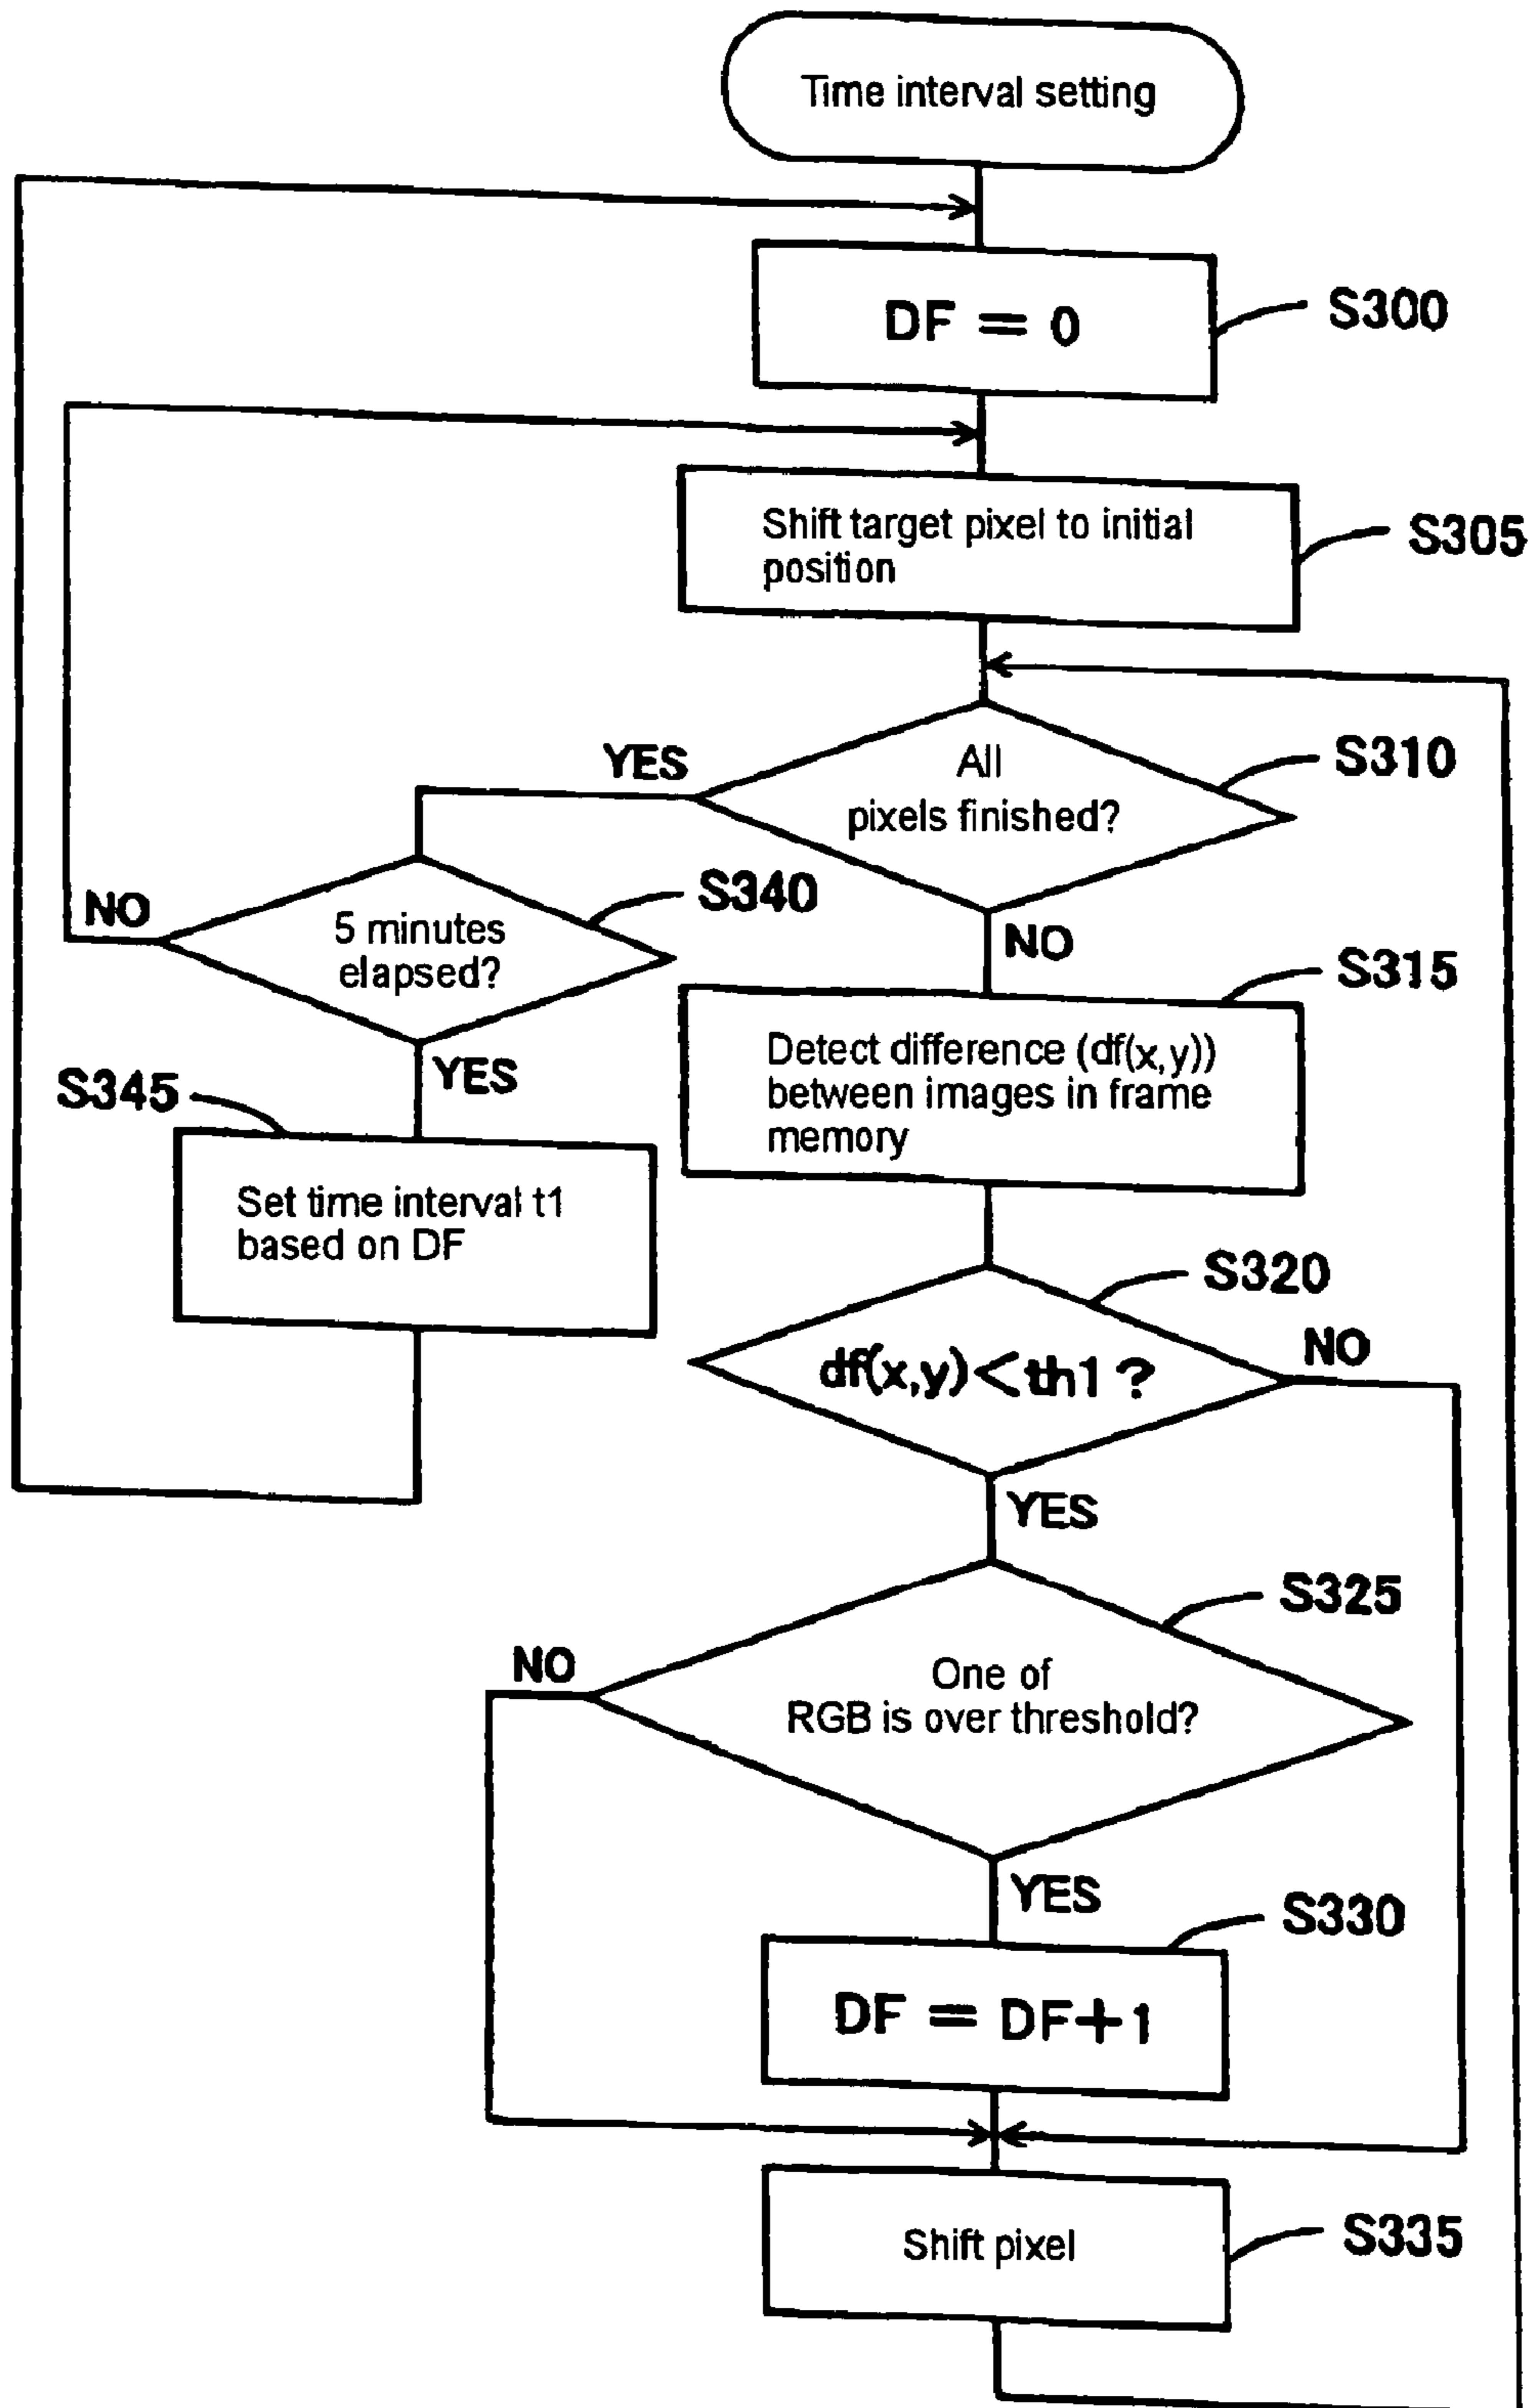 Time interval setting
DF = 0
S300
Shift target pixel to initial
position
S305
All
pixels finished?
S310
YES
NO
5 minutes
elapsed?
S340
NO
YES
S345
Set time interval t1
based on DF
Detect difference (df(x,y))
between images in frame
memory
S315
df(x,y)<th1 ?
S320
NO
YES
One of
RGB is over threshold?
S325
NO
YES
DF = DF+1
S330
Shift pixel
S335